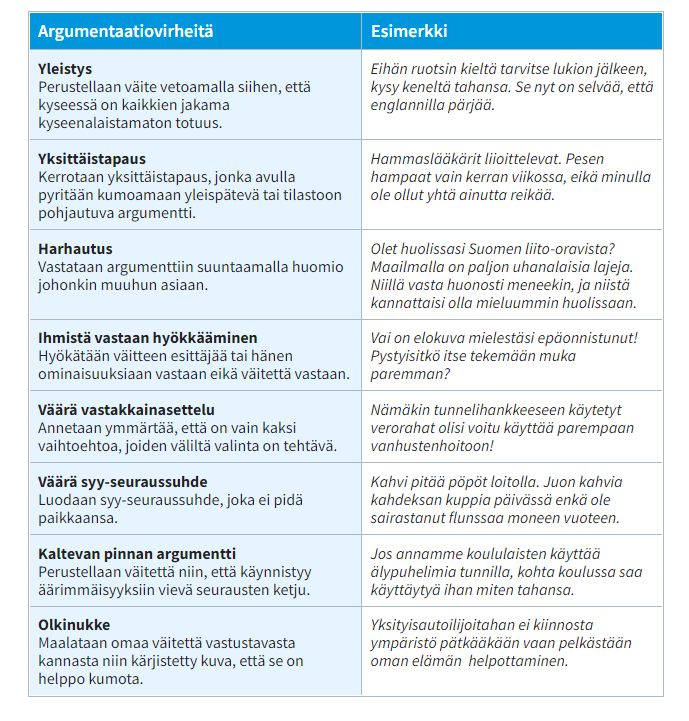 Argumentaatiovirheitä
Esimerkki
Yleistys
Perustellaan väite vetoamalla siihen, että
kyseessä on kaikkien jakama
kyseenalaistamaton totuus.
Eihän ruotsin kieltä tarvitse lukion jälkeen,
kysy keneltä tahansa. Se nyt on selvää, että
englannilla pärjää.
Yksittäistapaus
Kerrotaan yksittäistapaus, jonka avulla
pyritään kumoamaan yleispätevä tai tilastoon
pohjautuva argumentti.
Hammaslääkärit liioittelevat. Pesen
hampaat vain kerran viikossa, eikä minulla
ole ollut yhtä ainutta reikää.
Harhautus
Vastataan argumenttiin suuntaamalla huomio
johonkin muuhun asiaan.
Olet huolissasi Suomen liito-oravista?
Maailmalla on paljon uhanalaisia lajeja.
Niillä vasta huonosti meneekin, ja niistä
kannattaisi olla mieluummin huolissaan.
Ihmistä vastaan hyökkääminen
Hyökätään väitteen esittäjää tai hänen
ominaisuuksiaan vastaan eikä väitettä vastaan.
Vai on elokuva mielestäsi epäonnistunut!
Pystyisitkö itse tekemään muka
paremman?
Väärä vastakkainasettelu
Annetaan ymmärtää, että on vain kaksi
vaihtoehtoa, joiden väliltä valinta on tehtävä.
Nämäkin tunnelihankkeeseen käytetyt
verorahat olisi voitu käyttää parempaan
vanhustenhoitoon!
Väärä syy-seuraussuhde
Luodaan syy-seuraussuhde, joka ei pidä
paikkaansa.
Kahvi pitää pöpöt loitolla. Juon kahvia
kahdeksan kuppia päivässä enkä ole
sairastanut flunssaa moneen vuoteen.
Kaltevan pinnan argumentti
Perustellaan väitettä niin, että käynnistyy
äärimmäisyyksiin vievä seurausten ketju.
Jos annamme koululaisten käyttää
älypuhelimia tunnilla, kohta koulussa saa
käyttäytyä ihan miten tahansa.
Olkinukke
Maalataan omaa väitettä vastustavasta
kannasta niin kärjistetty kuva, että se on
helppo kumota.
Yksityisautoilijoitahan ei kiinnosta
ympäristö pätkääkään vaan pelkästään
oman elämän helpottaminen.